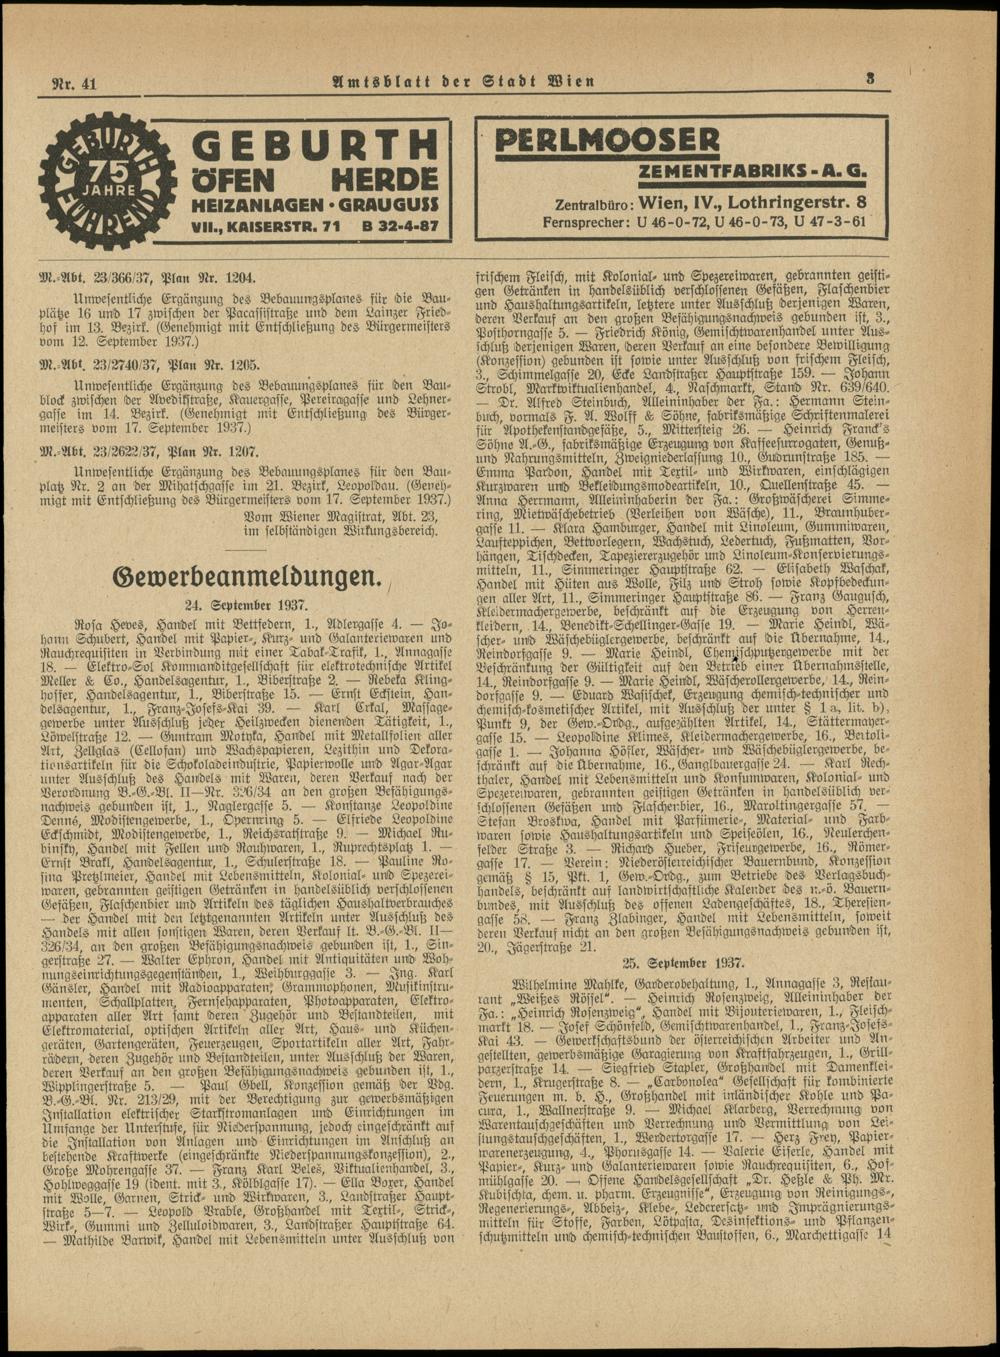 Nr. 41
Amtsblatt der Stadt Wien
3
GEBURTH
75
JAHRE
FÜHREND
GEBURTH
ÖFEN HERDE
HEIZANLAGEN · GRAUGUSS
VII., KAISERSTR. 71 B 32-4-87
PERLMOOSER
ZEMENTFABRIKS-A.G.
Zentralbüro: Wien, IV., Lothringerstr. 8
Fernsprecher: U 46-0-72, U 46-0-73, U 47-3-61
M.-Abt. 23/366/37, Plan Nr. 1204.
Unwesentliche Ergänzung des Bebauungsplanes für die Bau-
plätze 16 und 17 zwischen der Pacassistraße und dem Lainzer Fried-
hof im 13. Bezirk. (Genehmigt mit Entschließung des Bürgermeisters
vom 12. September 1937.)
M.-Abt. 23/2740/37, Plan Nr. 1205.
Unwesentliche Ergänzung des Bebauungsplanes für den Bau-
block zwischen der Avedikstraße, Kauergasse, Pereiragasse und Lehner-
gasse im 14. Bezirk. (Genehmigt mit Entschließung des Bürger-
meisters vom 17. September 1937.)
M.-Abt. 23/2622/37, Plan Nr. 1207.
Unwesentliche Ergänzung des Bebauungsplanes für den Bau-
platz Nr. 2 an der Mihatschgasse im 21. Bezirk, Leopoldau. (Geneh-
migt mit Entschließung des Bürgermeisters vom 17. September 1937.)
Vom Wiener Magistrat, Abt. 23,
im selbständigen Wirkungsbereich.
Gewerbeanmeldungen.
24. September 1937.
Rosa Heves, Handel mit Bettfedern, 1., Adlergasse 4. — Jo-
hann Schubert, Handel mit Papier-, Kurz- und Galanteriewaren und
Rauchrequisiten in Verbindung mit einer Tabak-Trafik, 1., Annagasse
18. — Elektro-Sol Kommanditgesellschaft für elektrotechnische Artikel
Meller & Co., Handelsagentur, 1., Biberstraße 2. — Rebeka Kling-
hoffer, Handelsagentur, 1., Biberstraße 15. — Ernst Eckstein, Han-
delsagentur, 1., Franz-Josefs-Kai 39. — Karl Crkal, Massage-
gewerbe unter Ausschluß jeder Heilzwecken dienenden Tätigkeit, 1.,
Löwelstraße 12. — Guntram Motyka, Handel mit Metallfolien aller
Art, Zellglas (Cellofan) und Wachspapieren, Lezithin und Dekora-
tionsartikeln für die Schokoladeindustrie, Papierwolle und Agar-Agar
unter Ausschluß des Handels mit Waren, deren Verkauf nach der
Verordnung B.-G.-Bl. II—Nr. 326/34 an den großen Befähigungs-
nachweis gebunden ist, 1., Naglergasse 5. — Konstanze Leopoldine
Denné, Modistengewerbe, 1., Opernring 5. — Elfriede Leopoldine
Eckschmidt, Modistengewerbe, 1., Reichsratstraße 9. — Michael Ru-
binsky, Handel mit Fellen und Rauhwaren, 1., Ruprechtsplatz 1. —
Ernst Brakl, Handelsagentur, 1., Schulerstraße 18. — Pauline Ro-
sina Pretzlmeier, Handel mit Lebensmitteln, Kolonial- und Spezerei-
waren, gebrannten geistigen Getränken in handelsüblich verschlossenen
Gefäßen, Flaschenbier und Artikeln des täglichen Haushaltverbrauches
— der Handel mit den letztgenannten Artikeln unter Ausschluß des
Handels mit allen sonstigen Waren, deren Verkauf lt. B.-G.-Bl. II—
326/34, an den großen Befähigungsnachweis gebunden ist, 1., Sin-
gerstraße 27. — Walter Ephron, Handel mit Antiquitäten und Woh-
nungseinrichtungsgegenständen, 1., Weihburggasse 3. — Ing. Karl
Gänsler, Handel mit Radioapparaten, Grammophonen, Musikinstru-
menten, Schallplatten, Fernsehapparaten, Photoapparaten, Elektro-
apparaten aller Art samt deren Zugehör und Bestandteilen, mit
Elektromaterial, optischen Artikeln aller Art, Haus- und Küchen-
geräten, Gartengeräten, Feuerzeugen, Sportartikeln aller Art, Fahr-
rädern, deren Zugehör und Bestandteilen, unter Ausschluß der Waren,
deren Verkauf an den großen Befähigungsnachweis gebunden ist, 1.,
Wipplingerstraße 5. — Paul Gbell, Konzession gemäß der Vdg.
B.-G.-Bl. Nr. 213/29, mit der Berechtigung zur gewerbsmäßigen
Installation elektrischer Starkstromanlagen und Einrichtungen im
Umfange der Unterstufe, für Niederspannung, jedoch eingeschränkt auf
die Installation von Anlagen und Einrichtungen im Anschluß an
bestehende Kraftwerke (eingeschränkte Niederspannungskonzession), 2.,
Große Mohrengasse 37. — Franz Karl Beles, Viktualienhandel, 3.,
Hohlweggasse 19 (ident. mit 3., Kölblgasse 17). — Ella Boxer, Handel
mit Wolle, Garnen, Strick- und Wirkwaren, 3., Landstraßer Haupt-
straße 5—7. — Leopold Vrable, Großhandel mit Textil-, Strick-,
Wirk-, Gummi und Zelluloidwaren, 3., Landstraßer Hauptstraße 64.
— Mathilde Barwik, Handel mit Lebensmitteln unter Ausschluß von
frischem Fleisch, mit Kolonial- und Spezereiwaren, gebrannten geisti-
gen Getränken in handelsüblich verschlossenen Gefäßen, Flaschenbier
und Haushaltungsartikeln, letztere unter Ausschluß derjenigen Waren,
deren Verkauf an den großen Befähigungsnachweis gebunden ist, 3.,
Posthorngasse 5. — Friedrich König, Gemischtwarenhandel unter Aus-
schluß derjenigen Waren, deren Verkauf an eine besondere Bewilligung
(Konzession) gebunden ist sowie unter Ausschluß von frischem Fleisch,
3., Schimmelgasse 20, Ecke Landstraßer Hauptstraße 159. — Johann
Strobl, Marktviktualienhandel, 4., Naschmarkt, Stand Nr. 639/640.
— Dr. Alfred Steinbuch, Alleininhaber der Fa.: Hermann Stein-
buch, vormals F. A. Wolff & Söhne, fabriksmäßige Schriftenmalerei
für Apothekenstandgefäße, 5., Mittersteig 26. — Heinrich Franck's
Söhne A.-G., fabriksmäßige Erzeugung von Kaffeesurrogaten, Genuß-
und Nahrungsmitteln, Zweigniederlassung 10., Gudrunstraße 185. —
Emma Pardon, Handel mit Textil- und Wirkwaren, einschlägigen
Kurzwaren und Bekleidungsmodeartikeln, 10., Quellenstraße 45. —
Anna Herrmann, Alleininhaberin der Fa.: Großwäscherei Simme-
ring, Mietwäschebetrieb (Verleihen von Wäsche), 11., Braunhuber-
gasse 11. — Klara Hamburger, Handel mit Linoleum, Gummiwaren,
Laufteppichen, Bettvorlegern, Wachstuch, Ledertuch, Fußmatten, Vor-
hängen, Tischdecken, Tapeziererzugehör und Linoleum-Konservierungs-
mitteln, 11., Simmeringer Hauptstraße 62. — Elisabeth Waschak,
Handel mit Hüten aus Wolle, Filz und Stroh sowie Kopfbedeckun-
gen aller Art, 11., Simmeringer Hauptstraße 86. — Franz Gaugusch,
Kleidermachergewerbe, beschränkt auf die Erzeugung von Herren-
kleidern, 14., Benedikt-Schellinger-Gasse 19. — Marie Heindl, Wä-
scher- und Wäschebüglergewerbe, beschränkt auf die Übernahme, 14.,
Reindorfgasse 9. — Marie Heindl, Chemischputzergewerbe mit der
Beschränkung der Gültigkeit auf den Betrieb einer Übernahmsstelle,
14., Reindorfgasse 9. — Marie Heindl, Wäscherollergewerbe, 14., Rein-
dorfgasse 9. — Eduard Wasischek, Erzeugung chemisch-technischer und
chemisch-kosmetischer Artikel, mit Ausschluß der unter § 1 a, lit. b),
Punkt 9, der Gew.-Ordg., aufgezählten Artikel, 14., Stättermayer-
gasse 15. — Leopoldine Klimes, Kleidermachergewerbe, 16., Bertoli-
gasse 1. — Johanna Höfler, Wäscher- und Wäschebüglergewerbe, be-
schränkt auf die Übernahme, 16., Ganglbauergasse 24. — Karl Rech-
thaler, Handel mit Lebensmitteln und Konsumwaren, Kolonial- und
Spezereiwaren, gebrannten geistigen Getränken in handelsüblich ver-
schlossenen Gefäßen und Flaschenbier, 16., Maroltingergasse 57. —
Stefan Broskwa, Handel mit Parfümerie-, Material- und Farb-
waren sowie Haushaltungsartikeln und Speiseölen, 16., Neulerchen-
felder Straße 3. — Richard Hueber, Friseurgewerbe, 16., Römer-
gasse 17. — Verein: Niederösterreichischer Bauernbund, Konzession
gemäß § 15, Pkt. 1, Gew.-Ordg., zum Betriebe des Verlagsbuch-
handels, beschränkt auf landwirtschaftliche Kalender des n.-ö. Bauern-
bundes, mit Ausschluß des offenen Ladengeschäftes, 18., Theresien-
gasse 58. — Franz Zlabinger, Handel mit Lebensmitteln, soweit
deren Verkauf nicht an den großen Befähigungsnachweis gebunden ist,
20., Jägerstraße 21.
25. September 1937.
Wilhelmine Mahlke, Garderobehaltung, 1., Annagasse 3, Restau-
rant „Weißes Rössel“. — Heinrich Rosenzweig, Alleininhaber der
Fa.: „Heinrich Rosenzweig“, Handel mit Bijouteriewaren, 1., Fleisch-
markt 18. — Josef Schönfeld, Gemischtwarenhandel, 1., Franz-Josefs-
Kai 43. — Gewerkschaftsbund der österreichischen Arbeiter und An-
gestellten, gewerbsmäßige Garagierung von Kraftfahrzeugen, 1., Grill-
parzerstraße 14. — Siegfried Stapler, Großhandel mit Damenklei-
dern, 1., Krugerstraße 8. — „Carbonolea“ Gesellschaft für kombinierte
Feuerungen m. b. H., Großhandel mit inländischer Kohle und Pa-
cura, 1., Wallnerstraße 9. — Michael Klarberg, Verrechnung von
Warentauschgeschäften und Verrechnung und Vermittlung von Lei-
stungstauschgeschäften, 1., Werdertorgasse 17. — Herz Frey, Papier-
warenerzeugung, 4., Phorusgasse 14. — Valerie Eiferle, Handel mit
Papier-, Kurz- und Galanteriewaren sowie Rauchrequisiten, 6., Hof-
mühlgasse 20. — Offene Handelsgesellschaft „Dr. Heßle & Ph. Mr.
Kubischta, chem. u. pharm. Erzeugnisse“, Erzeugung von Reinigungs-,
Regenerierungs-, Abbeiz-, Klebe-, Lederersatz- und Imprägnierungs-
mitteln für Stoffe, Farben, Lötpasta, Desinfektions- und Pflanzen-
schutzmitteln und chemisch-technischen Baustoffen, 6., Marchettigasse 14